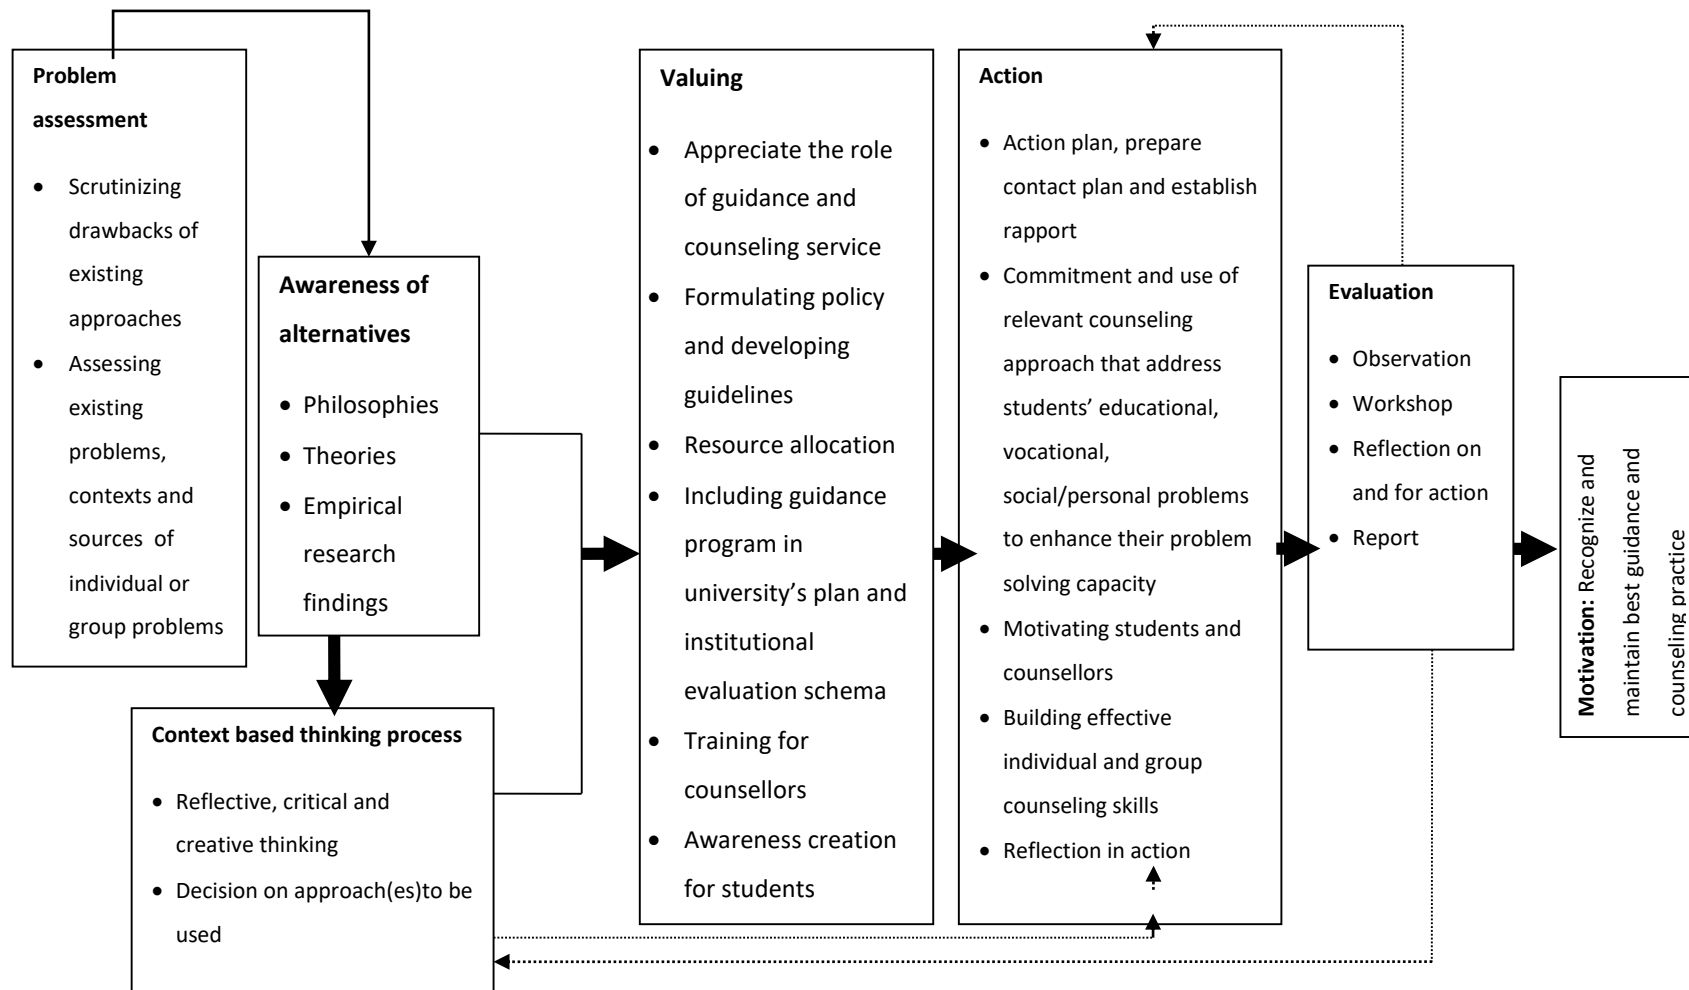 Problem
assessment
• Scrutinizing
drawbacks of
existing
approaches
• Assessing
existing
problems,
contexts and
sources of
individual or
group problems
Awareness of
alternatives
• Philosophies
• Theories
• Empirical
research
findings
Context based thinking process
• Reflective, critical and
creative thinking
• Decision on approach(es)to be
used
Valuing
• Appreciate the role
of guidance and
counseling service
• Formulating policy
and developing
guidelines
• Resource allocation
• Including guidance
program in
university’s plan and
institutional
evaluation schema
• Training for
counsellors
• Awareness creation
for students
Action
• Action plan, prepare
contact plan and establish
rapport
• Commitment and use of
relevant counseling
approach that address
students’ educational,
vocational,
social/personal problems
to enhance their problem
solving capacity
• Motivating students and
counsellors
• Building effective
individual and group
counseling skills
• Reflection in action
Evaluation
• Observation
• Workshop
• Reflection on
and for action
• Report
Motivation: Recognize and
maintain best guidance and
counseling practice